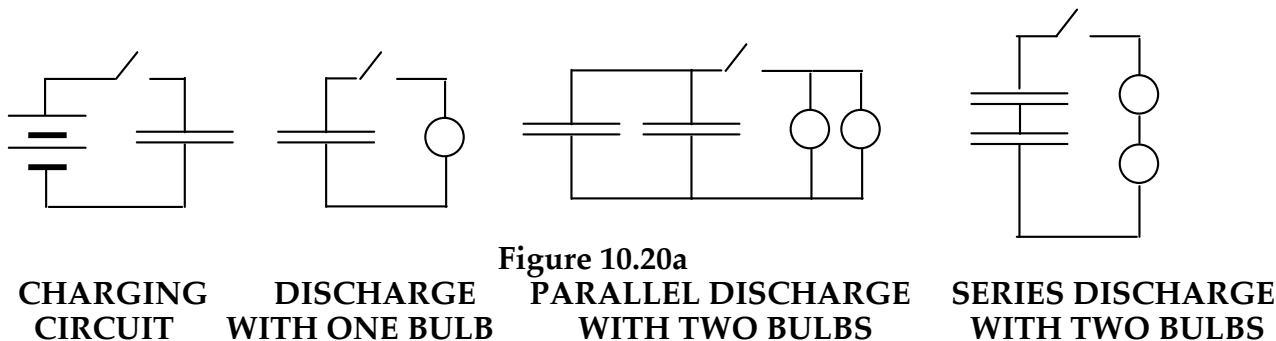 Figure 10.20a
CHARGING CIRCUIT
DISCHARGE WITH ONE BULB
PARALLEL DISCHARGE WITH TWO BULBS
SERIES DISCHARGE WITH TWO BULBS